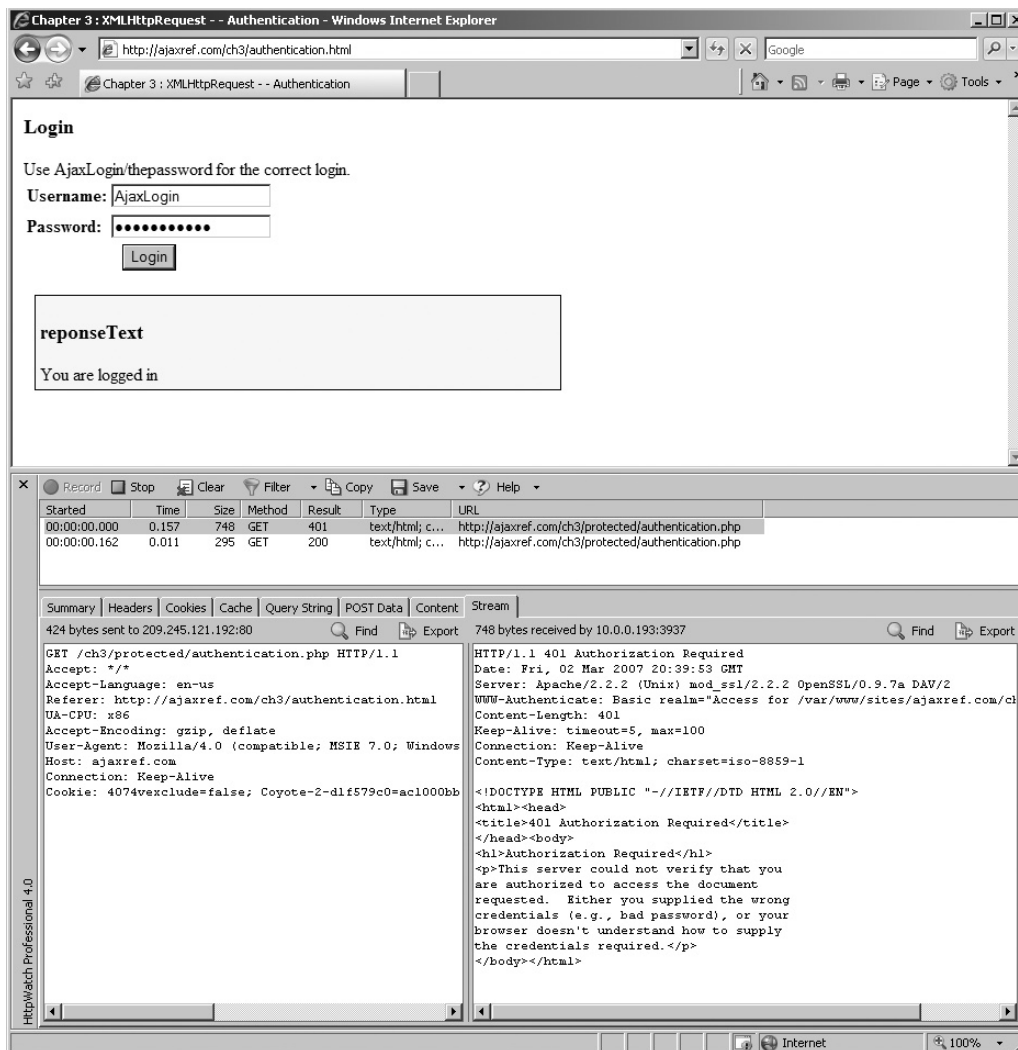 Chapter 3 : XMLHttpRequest - - Authentication - Windows Internet Explorer
http://ajaxref.com/ch3/authentication.html
Google
Chapter 3 : XMLHttpRequest - - Authentication
Page
Tools
Login
Use AjaxLogin/thepassword for the correct login.
Username: AjaxLogin
Password: •••••••••••
Login
reponseText
You are logged in
Record Stop Clear Filter Copy Save Help
Started Time Size Method Result Type URL
00:00:00.000 0.157 748 GET 401 text/html; c... http://ajaxref.com/ch3/protected/authentication.php
00:00:00.162 0.011 295 GET 200 text/html; c... http://ajaxref.com/ch3/protected/authentication.php
Summary Headers Cookies Cache Query String POST Data Content Stream
424 bytes sent to 209.245.121.192:80 Find Export
GET /ch3/protected/authentication.php HTTP/1.1
Accept: */*
Accept-Language: en-us
Referer: http://ajaxref.com/ch3/authentication.html
UA-CPU: x86
Accept-Encoding: gzip, deflate
User-Agent: Mozilla/4.0 (compatible; MSIE 7.0; Windows
Host: ajaxref.com
Connection: Keep-Alive
Cookie: 4074vexclude=false; Coyote-2-d1f579c0=ac1000bb
748 bytes received by 10.0.0.193:3937 Find Export
HTTP/1.1 401 Authorization Required
Date: Fri, 02 Mar 2007 20:39:53 GMT
Server: Apache/2.2.2 (Unix) mod_ssl/2.2.2 OpenSSL/0.9.7a DAV/2
WWW-Authenticate: Basic realm="Access for /var/www/sites/ajaxref.com/ch
Content-Length: 401
Keep-Alive: timeout=5, max=100
Connection: Keep-Alive
Content-Type: text/html; charset=iso-8859-1
<!DOCTYPE HTML PUBLIC "-//IETF//DTD HTML 2.0//EN">
<html><head>
<title>401 Authorization Required</title>
</head><body>
<h1>Authorization Required</h1>
<p>This server could not verify that you
are authorized to access the document
requested.  Either you supplied the wrong
credentials (e.g., bad password), or your
browser doesn't understand how to supply
the credentials required.</p>
</body></html>
HttpWatch Professional 4.0
Internet
100%